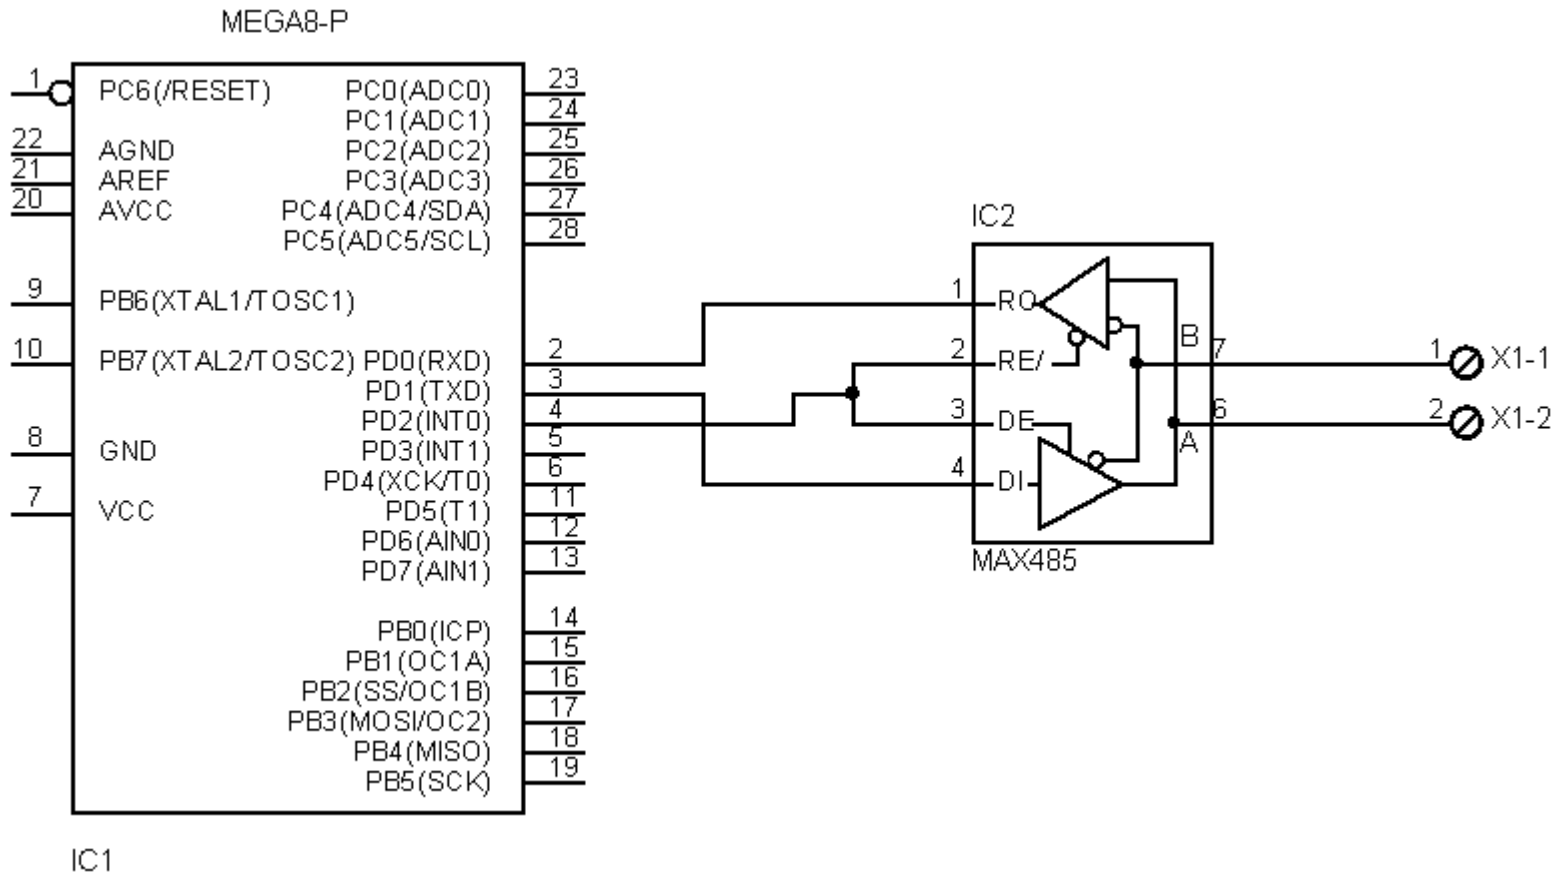 MEGA8-P
1 PC6(/RESET) PC0(ADC0) 23
PC1(ADC1) 24
22 AGND PC2(ADC2) 25
21 AREF PC3(ADC3) 26
20 AVCC PC4(ADC4/SDA) 27
PC5(ADC5/SCL) 28
9 PB6(XTAL1/TOSC1)
10 PB7(XTAL2/TOSC2) PD0(RXD) 2
PD1(TXD) 3
PD2(INT0) 4
8 GND PD3(INT1) 5
PD4(XCK/T0) 6
7 VCC PD5(T1) 11
PD6(AIN0) 12
PD7(AIN1) 13
PB0(ICP) 14
PB1(OC1A) 15
PB2(SS/OC1B) 16
PB3(MOSI/OC2) 17
PB4(MISO) 18
PB5(SCK) 19
IC1
IC2
1 RO
B
2 RE/ 7 1 X1-1
3 DE 6 2 X1-2
A
4 DI
MAX485